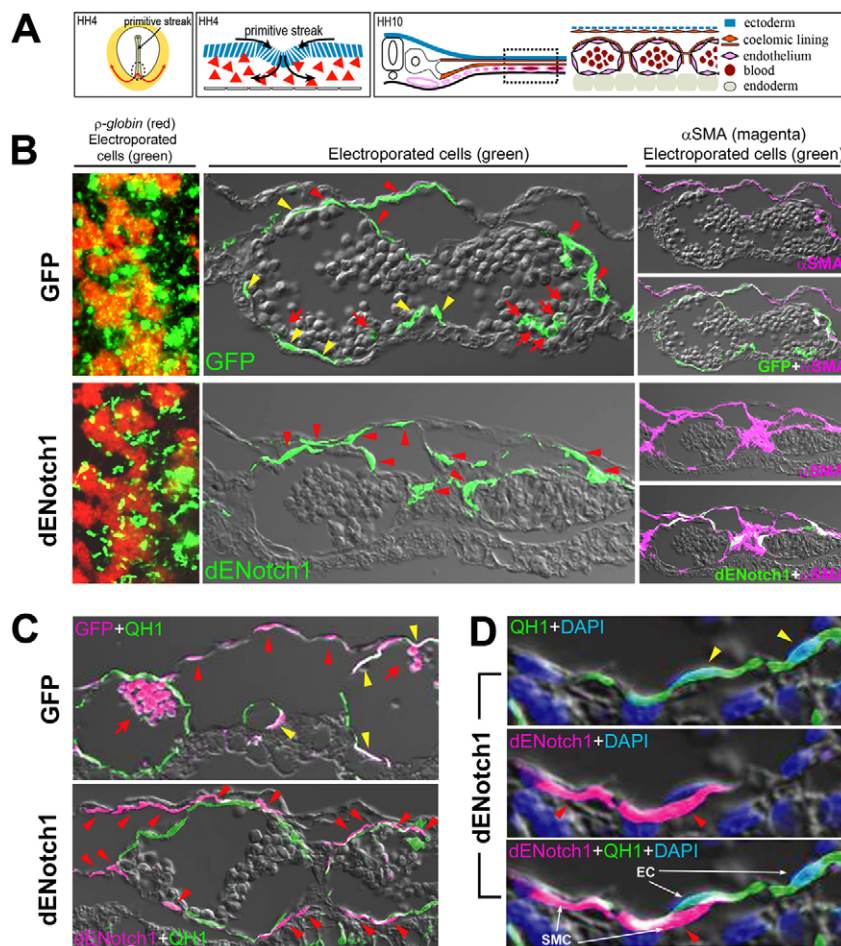 A
HH4
primitive streak
HH4
primitive streak
HH10
ectoderm
coelomic lining
endothelium
blood
endoderm
B
ρ-globin (red)
Electroporated
cells (green)
Electroporated cells (green)
αSMA (magenta)
Electroporated cells (green)
GFP
GFP
αSMA
GFP+αSMA
dENotch1
dENotch1
αSMA
dENotch1+αSMA
C
GFP
GFP+QH1
dENotch1
dENotch1+QH1
D
dENotch1
QH1+DAPI
dENotch1+DAPI
dENotch1+QH1+DAPI
EC
SMC